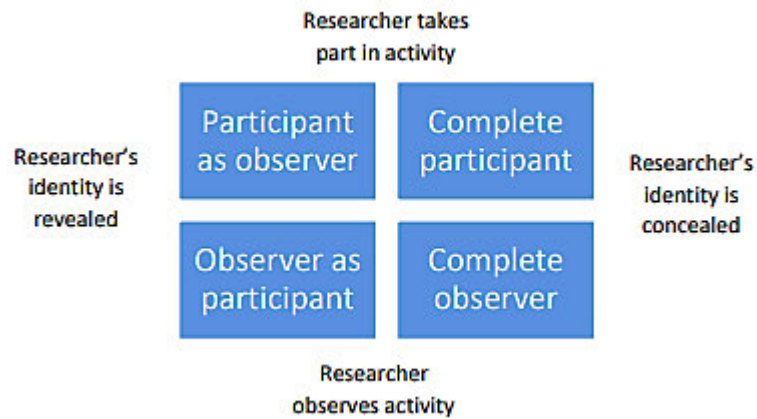 Researcher takes
part in activity
Participant
as observer
Complete
participant
Researcher's
identity is
revealed
Researcher's
identity is
concealed
Observer as
participant
Complete
observer
Researcher
observes activity